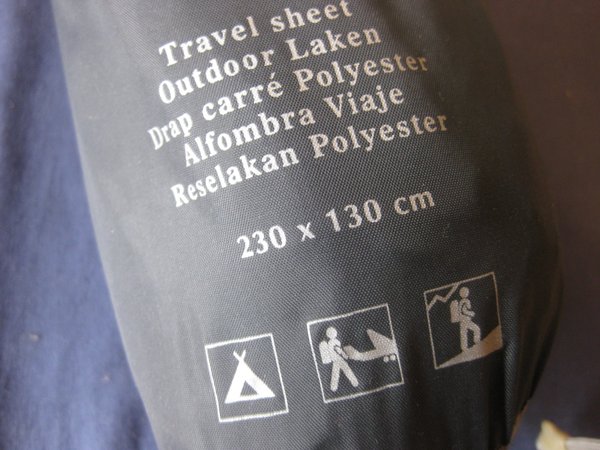 Travel sheet
Outdoor Laken
Drap carré Polyester
Alfombra Viaje
Reselakan Polyester
230 x 130 cm